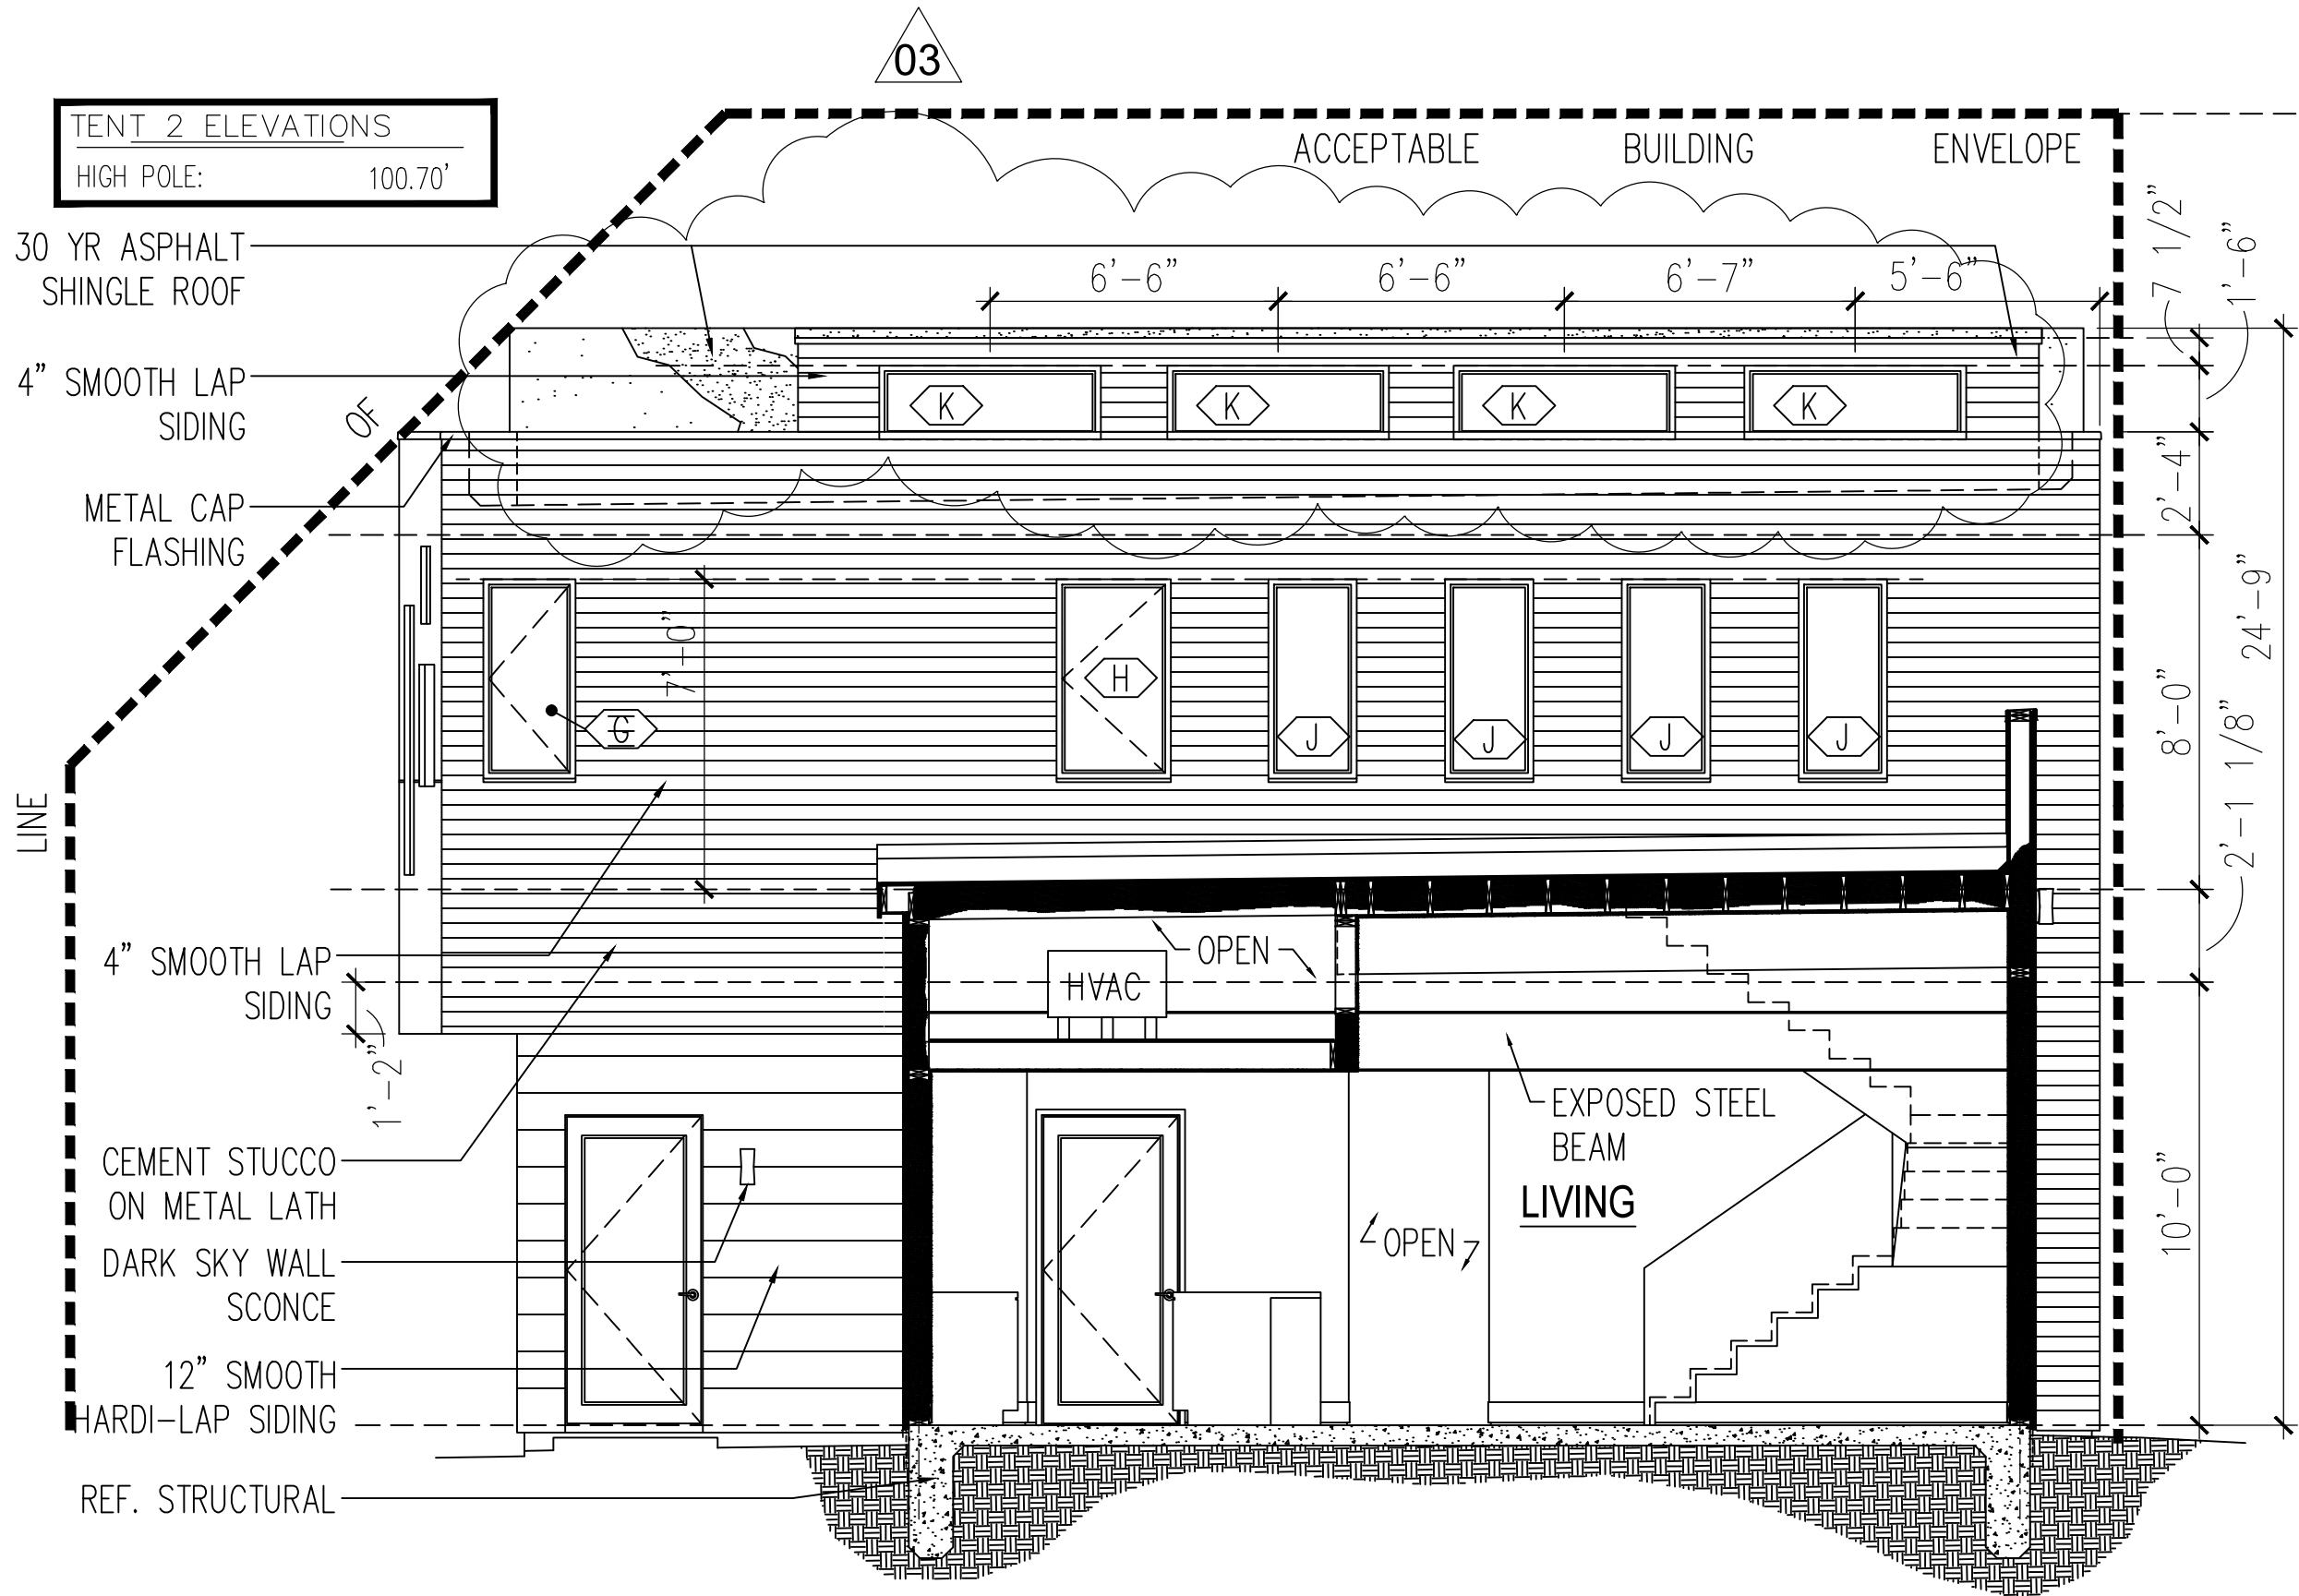 03
TENT 2 ELEVATIONS
HIGH POLE: 100.70'
ACCEPTABLE BUILDING ENVELOPE
OF
LINE
30 YR ASPHALT
SHINGLE ROOF
4" SMOOTH LAP
SIDING
METAL CAP
FLASHING
6'-6" 6'-6" 6'-7" 5'-6"
7 1/2"
1'-6"
2'-4"
24'-9"
8'-0"
2'-1 1/8"
10'-0"
K K K K
7'-0"
G
H
J J J J
4" SMOOTH LAP
SIDING
1'-2"
OPEN
HVAC
CEMENT STUCCO
ON METAL LATH
EXPOSED STEEL
BEAM
LIVING
OPEN
DARK SKY WALL
SCONCE
12" SMOOTH
HARDI-LAP SIDING
REF. STRUCTURAL